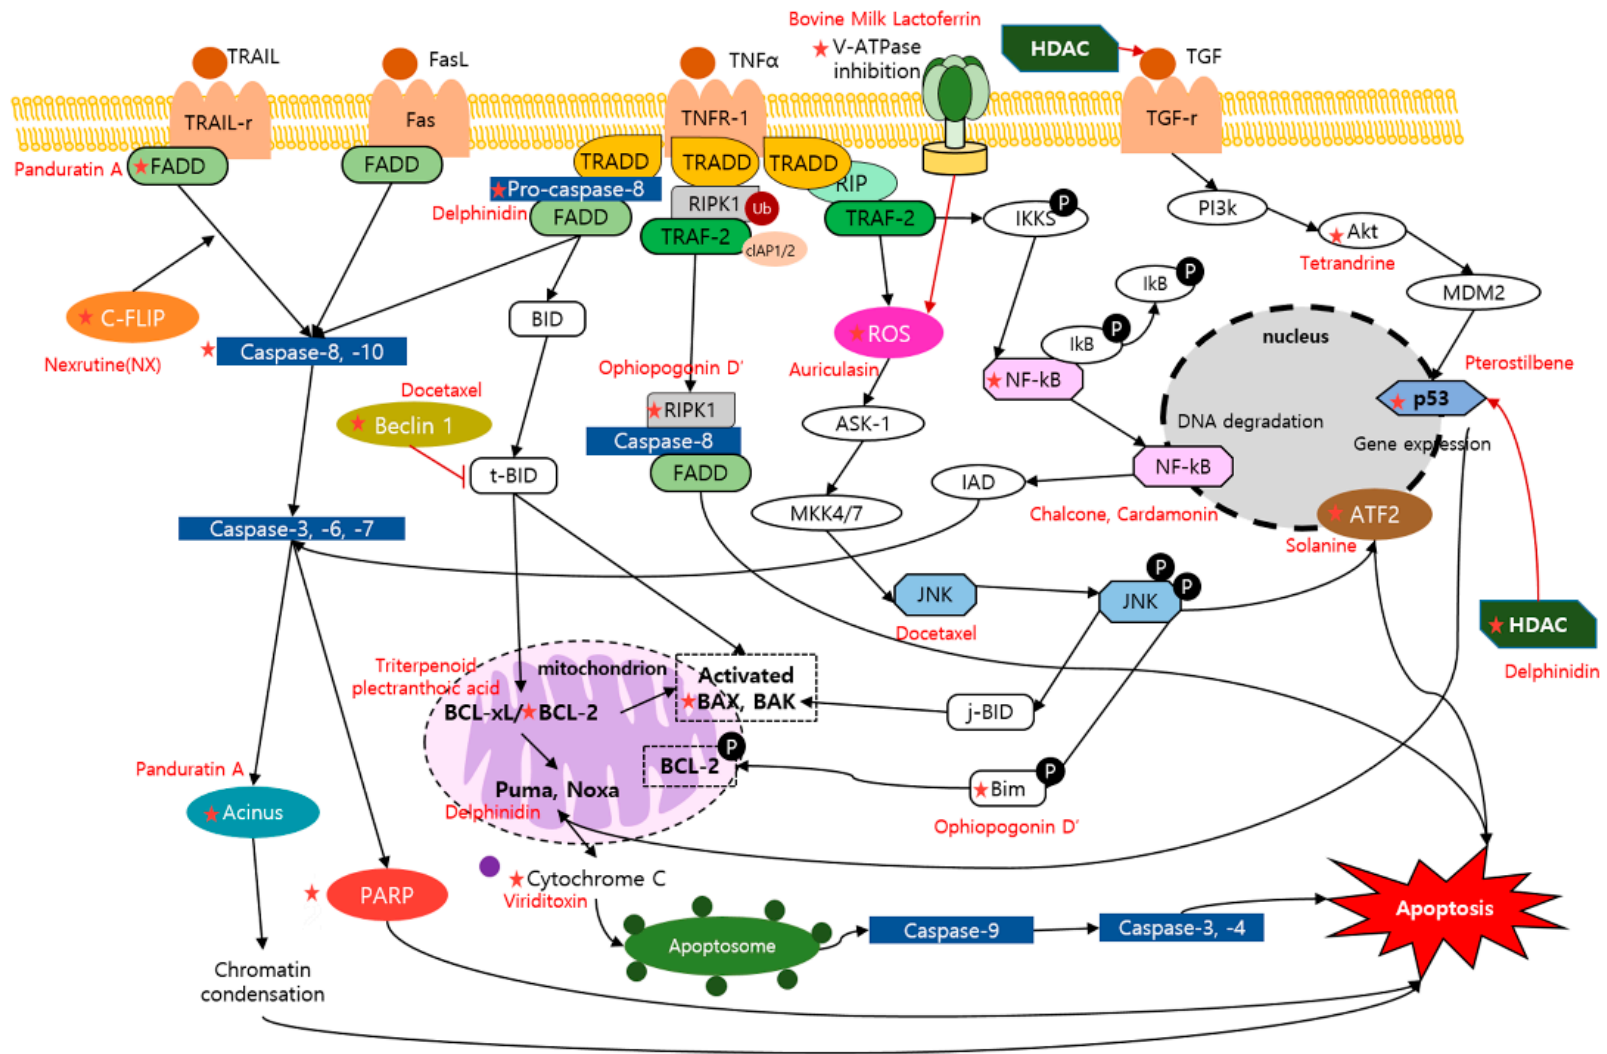 Bovine Milk Lactoferrin
V-ATPase
inhibition
HDAC
TRAIL
FasL
TNFα
TGF
TRAIL-r
Fas
TNFR-1
TGF-r
Panduratin A
FADD
FADD
TRADD
TRADD
TRADD
Pro-caspase-8
RIP
Delphinidin
FADD
RIPK1
Ub
TRAF-2
cIAP1/2
TRAF-2
IKKS
P
PI3k
Akt
Tetrandrine
MDM2
IkB
P
IkB
P
C-FLIP
Nexrutine(NX)
BID
ROS
Auriculasin
nucleus
Caspase-8, -10
Docetaxel
Beclin 1
Ophiopogonin D′
RIPK1
Caspase-8
FADD
NF-kB
ASK-1
Pterostilbene
p53
DNA degradation
Gene expression
t-BID
IAD
NF-kB
MKK4/7
Chalcone, Cardamonin
ATF2
Solanine
Caspase-3, -6, -7
JNK
Docetaxel
JNK
P
P
HDAC
Delphinidin
Triterpenoid
plectranthoic acid
mitochondrion
Activated
BAX, BAK
BCL-xL/
BCL-2
j-BID
BCL-2
P
Bim
P
Ophiopogonin D′
Puma, Noxa
Delphinidin
Panduratin A
Acinus
PARP
Cytochrome C
Viriditoxin
Apoptosome
Caspase-9
Caspase-3, -4
Apoptosis
Chromatin
condensation